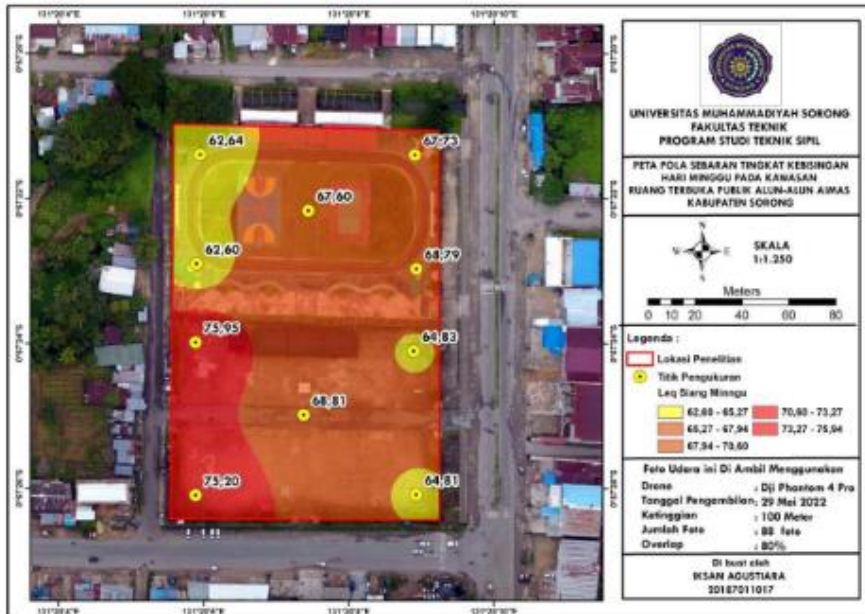 62,64
67,73
67,60
62,60
68,79
75,95
64,83
68,81
75,20
64,81
UNIVERSITAS MUHAMMADIYAH SORONG
FAKULTAS TEKNIK
PROGRAM STUDI TEKNIK SIPIL
PETA POLA SEBARAN TINGKAT KEBISINGAN
HARI MINGGU PADA KAWASAN
RUANG TERBUKA PUBLIK ALUN-ALUN AIMAS
KABUPATEN SORONG
N
W E
S
SKALA
1:1.250
Meters
0 10 20 40 60 80
Legenda :
Lokasi Penelitian
Titik Pengukuran
Leq Siang Minngu
62,60 - 65,27
70,60 - 73,27
65,27 - 67,94
73,27 - 75,94
67,94 - 70,60
Foto Udara ini Di Ambil Menggunakan
Drone : Dji Phantom 4 Pro
Tanggal Pengambilan: 29 Mei 2022
Ketinggian : 100 Meter
Jumlah Foto : 88 foto
Overlap : 80%
Di buat oleh
IKSAN AGUSTIARA
20187011017